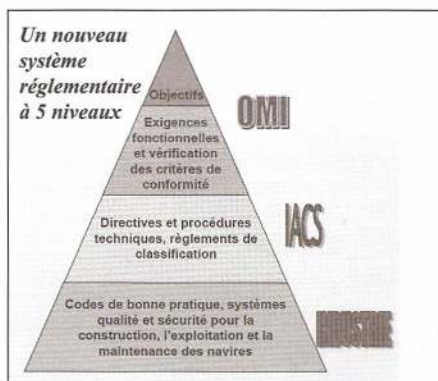 Un nouveau
système
réglementaire
à 5 niveaux
Objectifs
OMI
Exigences
fonctionnelles
et vérification
des critères de
conformité
Directives et procédures
techniques, règlements de
classification
IACS
Codes de bonne pratique, systèmes
qualité et sécurité pour la
construction, l'exploitation et la
maintenance des navires
INDUSTRIE